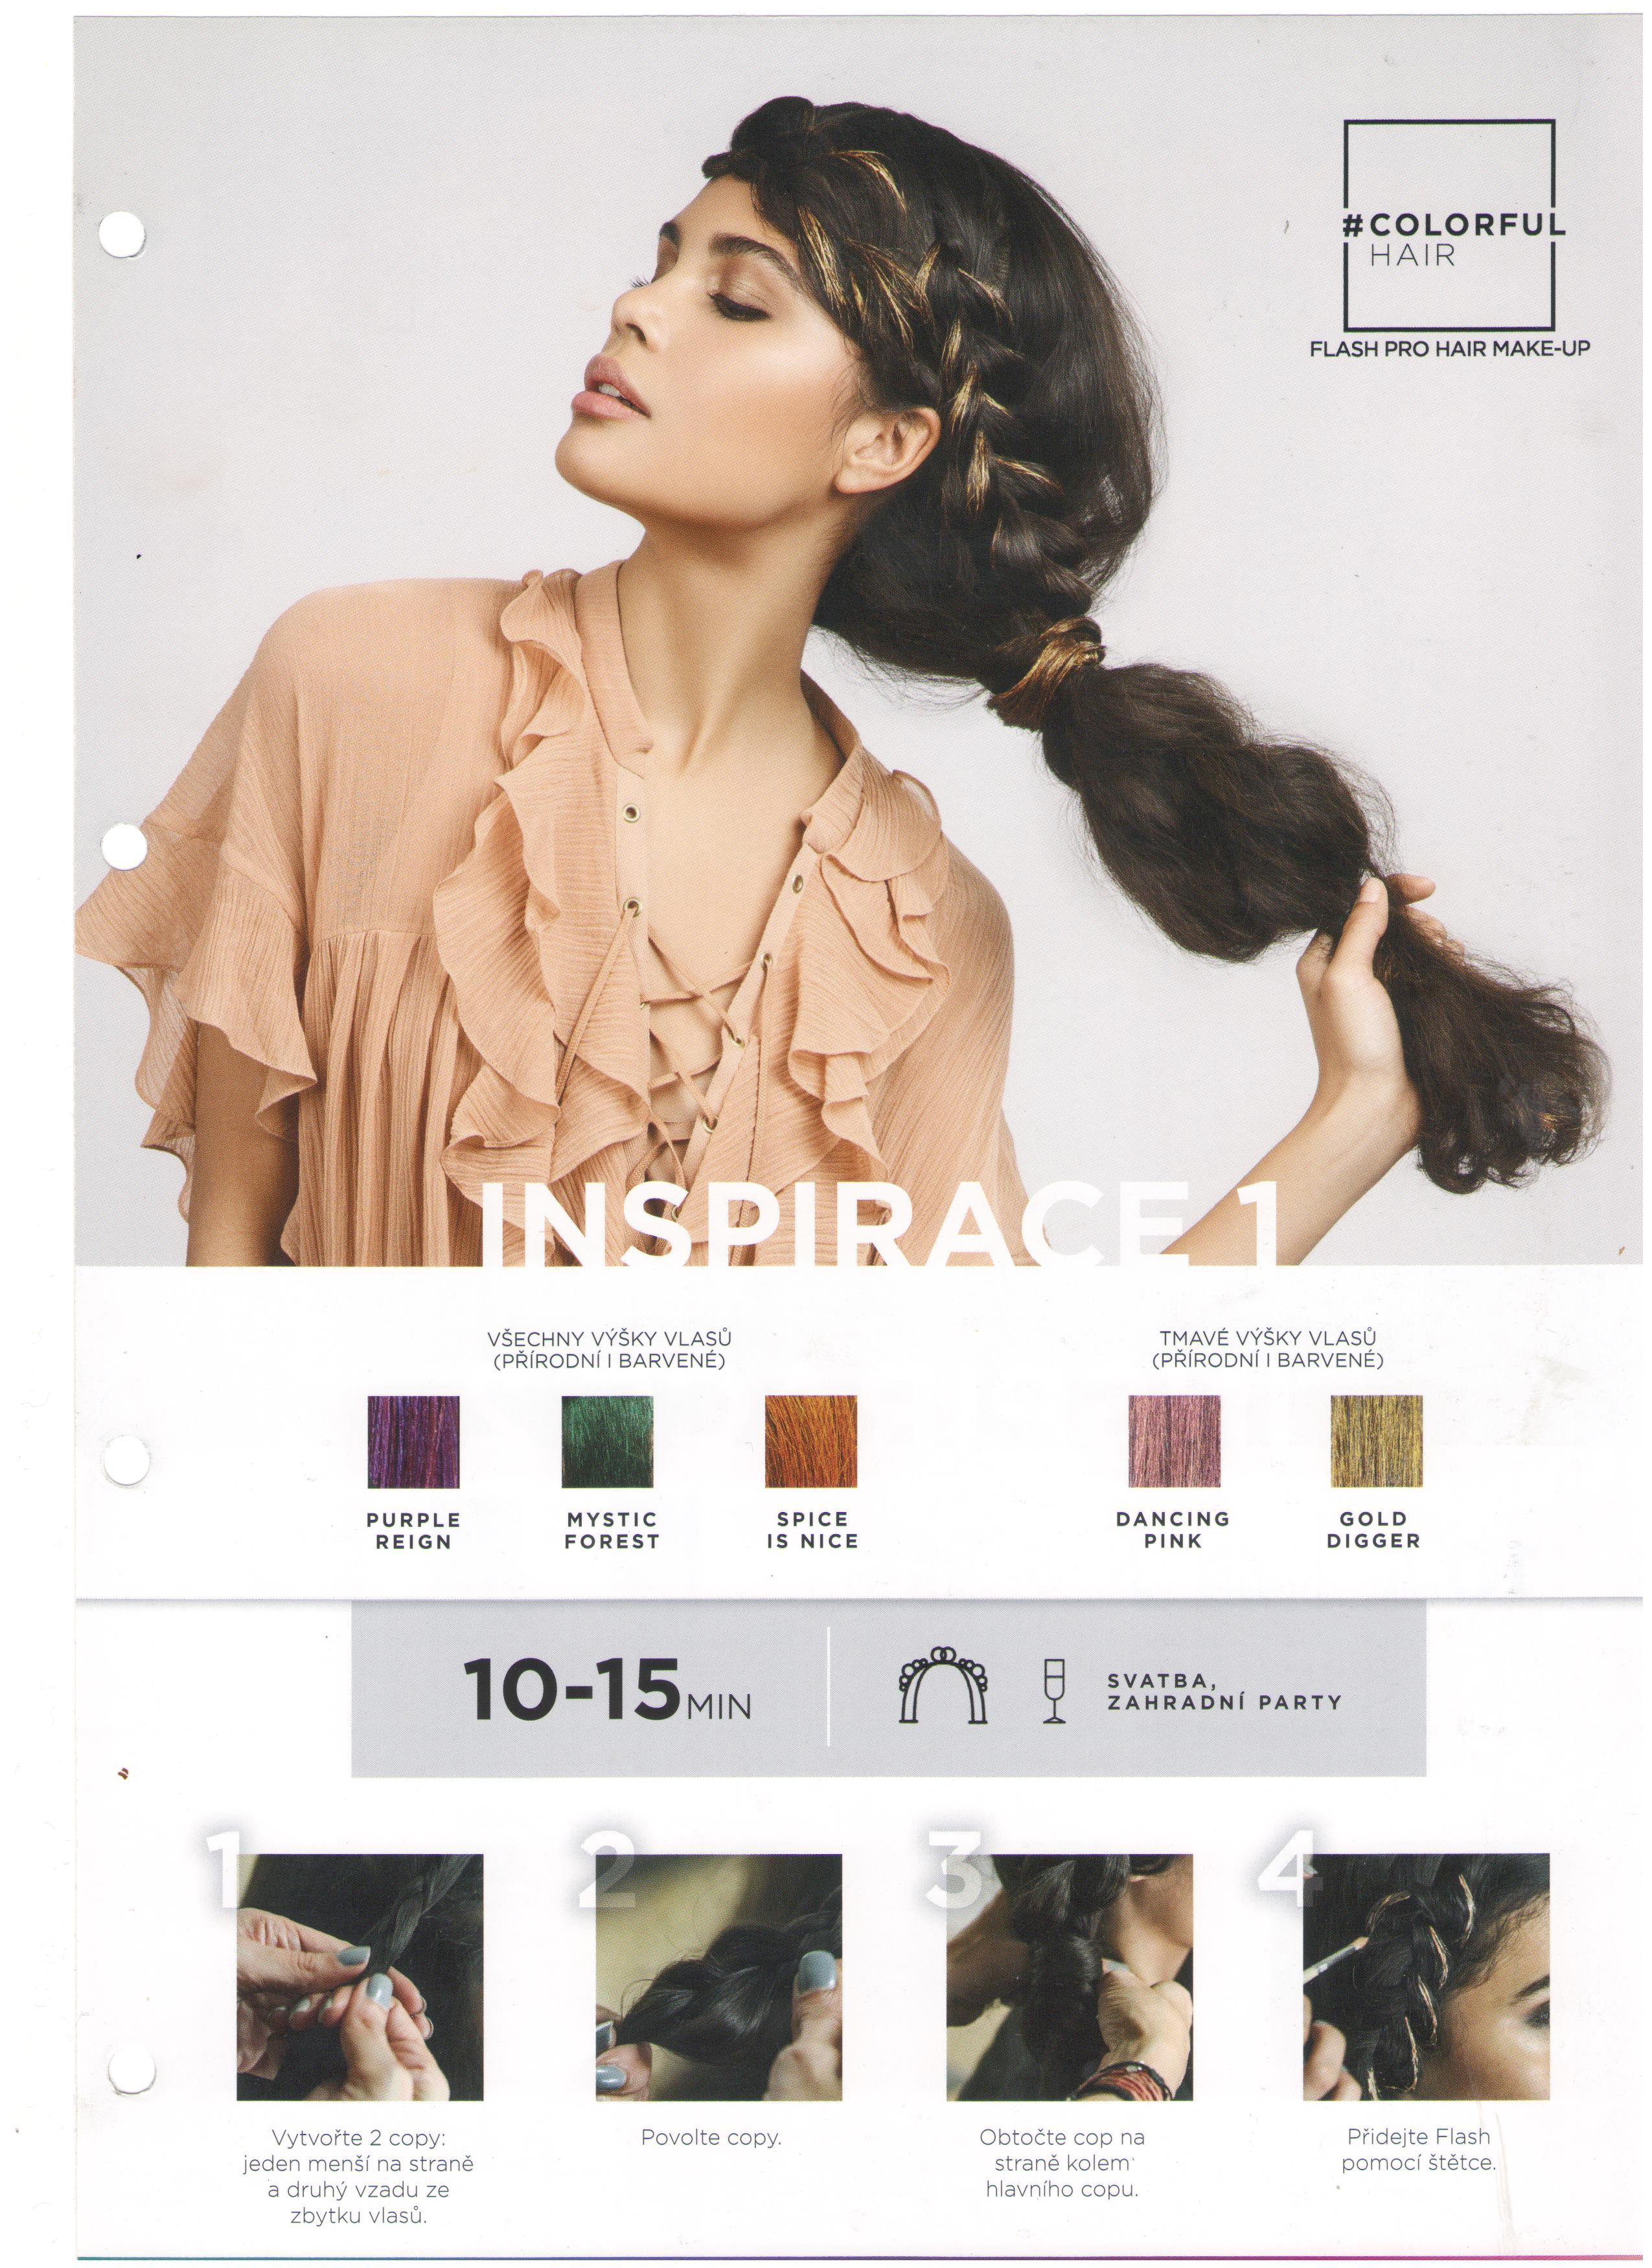 #COLORFUL
HAIR
FLASH PRO HAIR MAKE-UP
INSPIRACE 1
VŠECHNY VÝŠKY VLASŮ
(PŘÍRODNÍ I BARVENÉ)
TMAVÉ VÝŠKY VLASŮ
(PŘÍRODNÍ I BARVENÉ)
PURPLE
REIGN
MYSTIC
FOREST
SPICE
IS NICE
DANCING
PINK
GOLD
DIGGER
10-15 MIN
SVATBA,
ZAHRADNÍ PARTY
1
Vytvořte 2 copy:
jeden menší na straně
a druhý vzadu ze
zbytku vlasů.
2
Povolte copy.
3
Obtočte cop na
straně kolem
hlavního copu.
4
Přidejte Flash
pomocí štětce.